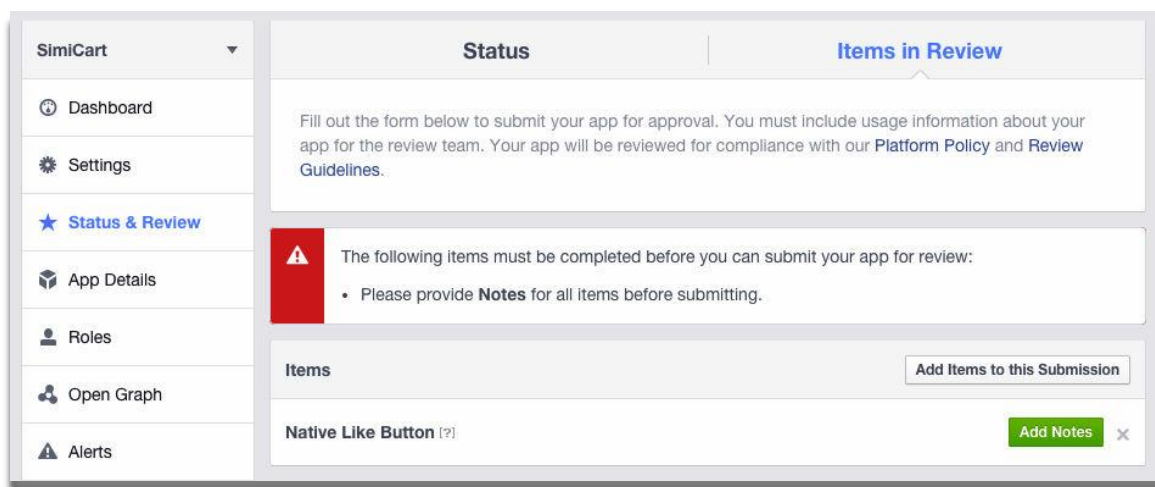 SimiCart
Dashboard
Settings
Status & Review
App Details
Roles
Open Graph
Alerts
Status
Items in Review
Fill out the form below to submit your app for approval. You must include usage information about your
app for the review team. Your app will be reviewed for compliance with our Platform Policy and Review
Guidelines.
The following items must be completed before you can submit your app for review:
• Please provide Notes for all items before submitting.
Items
Add Items to this Submission
Native Like Button [?]
Add Notes